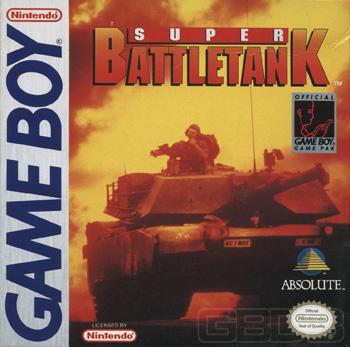 Nintendo
GAME BOY
®
SUPER
BATTLETANK
™
OFFICIAL
GAME BOY
GAME PAK
ABSOLUTE
LICENSED BY
Nintendo
Official
Nintendo
Seal of Quality